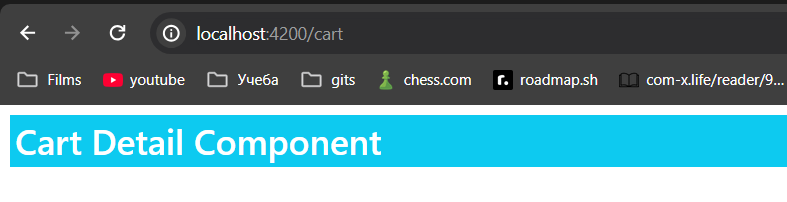 localhost:4200/cart
Films youtube Учеба gits chess.com r. roadmap.sh com-x.life/reader/9...
Cart Detail Component